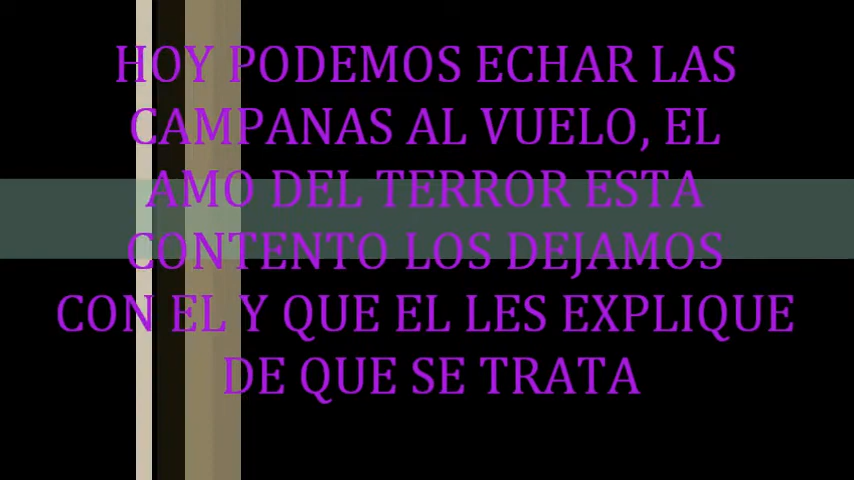 HOY PODEMOS ECHAR LAS
CAMPANAS AL VUELO, EL
AMO DEL TERROR ESTA
CONTENTO LOS DEJAMOS
CON EL Y QUE EL LES EXPLIQUE
DE QUE SE TRATA